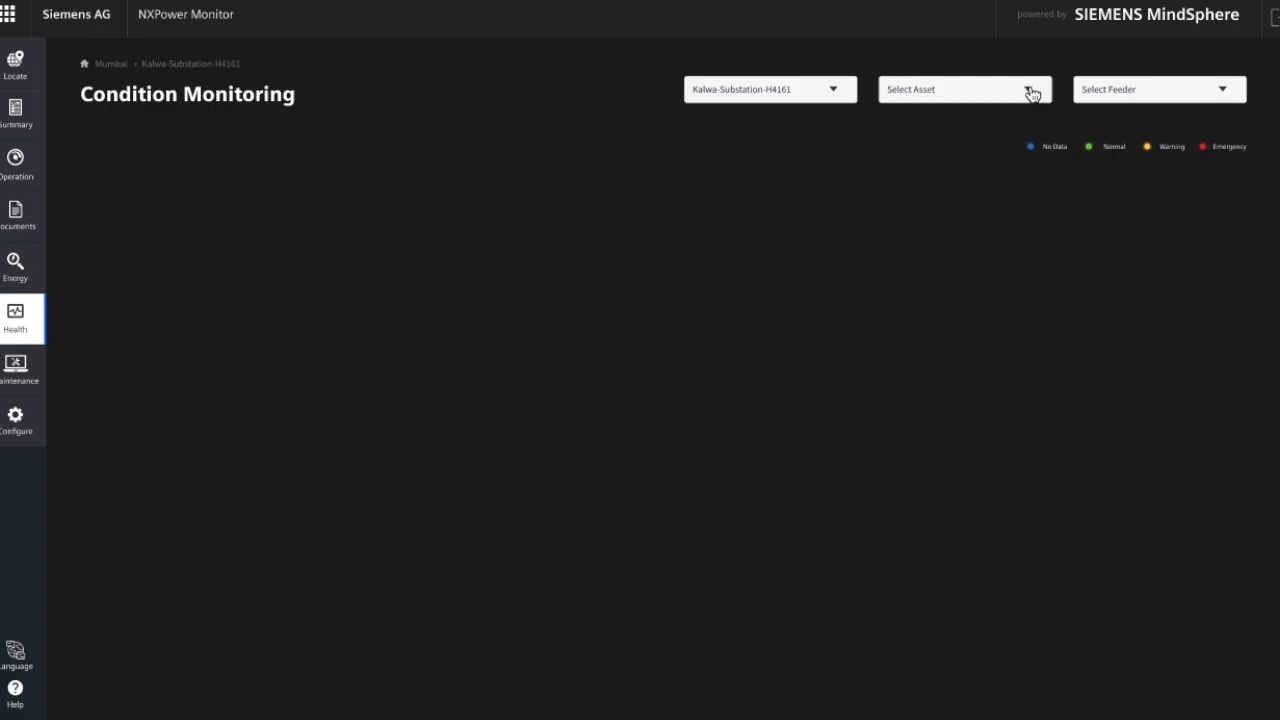 Siemens AG
NXPower Monitor
powered by SIEMENS MindSphere
Locate
Summary
Operation
ocuments
Energy
Health
aintenance
Configure
Language
Help
Mumbai › Kalwa-Substation-H4161
Condition Monitoring
Kalwa-Substation-H4161
Select Asset
Select Feeder
No Data
Normal
Warning
Emergency